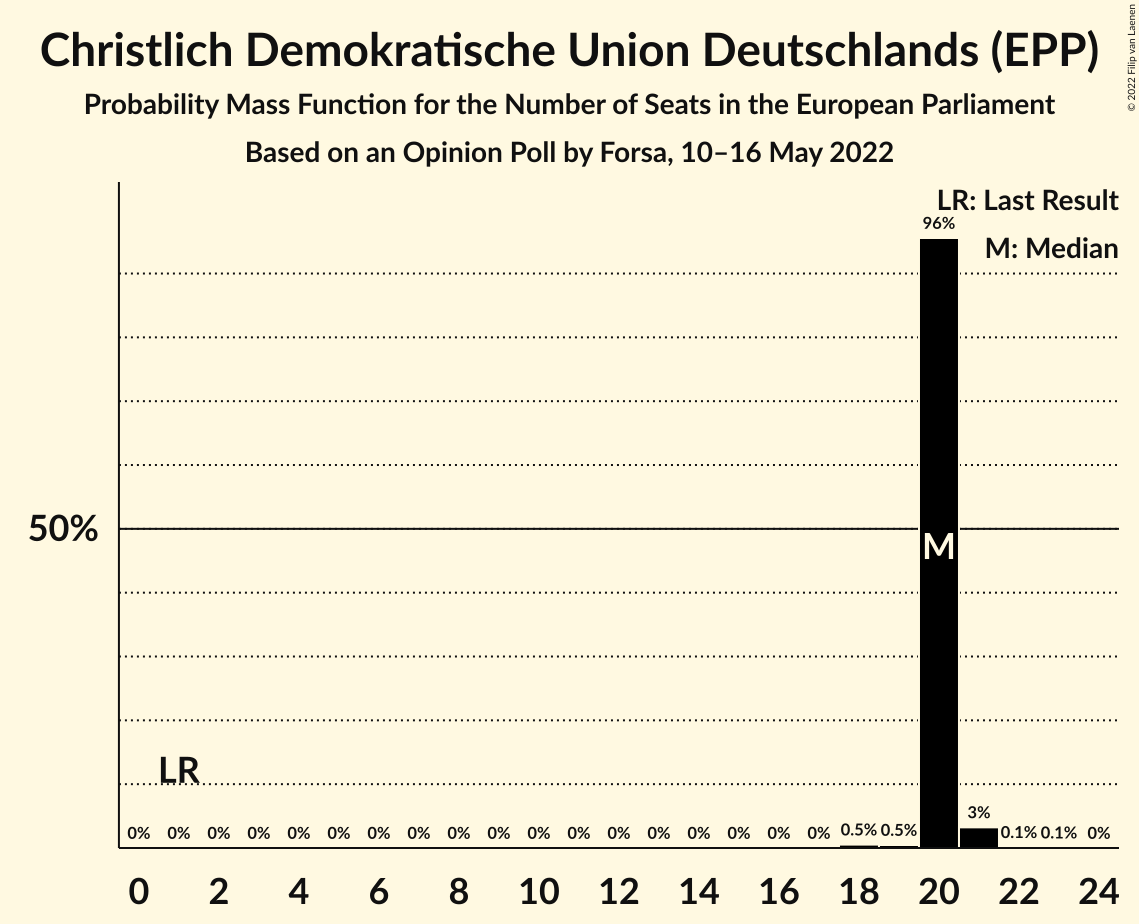 Christlich Demokratische Union Deutschlands (EPP)
Probability Mass Function for the Number of Seats in the European Parliament
Based on an Opinion Poll by Forsa, 10–16 May 2022
© 2022 Filip van Laenen
LR: Last Result
M: Median
96%
50%
M
LR
0% 0% 0% 0% 0% 0% 0% 0% 0% 0% 0% 0% 0% 0% 0% 0% 0% 0% 0.5% 0.5% 3% 0.1% 0.1% 0%
0 2 4 6 8 10 12 14 16 18 20 22 24